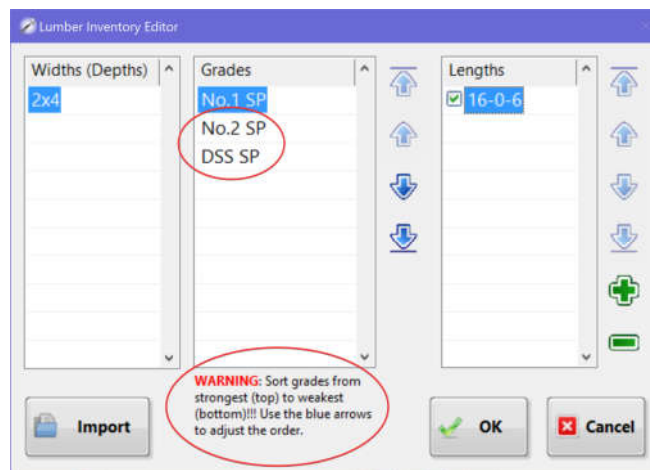 Lumber Inventory Editor
Widths (Depths)
Grades
Lengths
2x4
No.1 SP
16-0-6
No.2 SP
DSS SP
WARNING: Sort grades from
strongest (top) to weakest
(bottom)!!! Use the blue arrows
to adjust the order.
Import
OK
Cancel